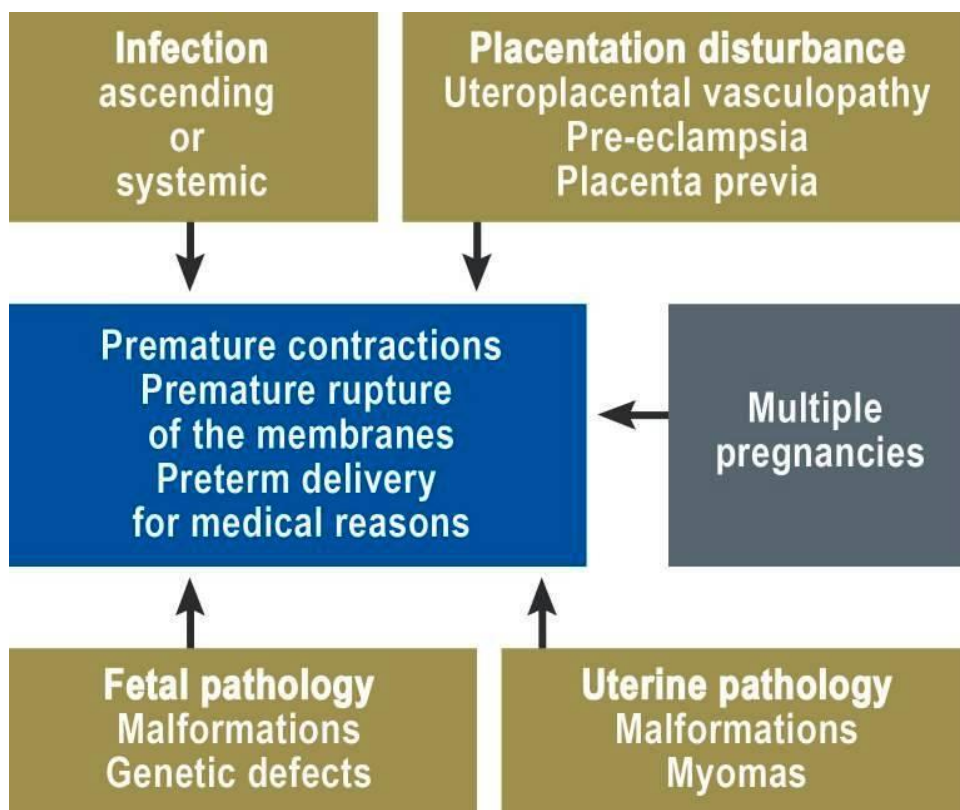 Infection
ascending
or
systemic
Placentation disturbance
Uteroplacental vasculopathy
Pre-eclampsia
Placenta previa
Premature contractions
Premature rupture
of the membranes
Preterm delivery
for medical reasons
Multiple
pregnancies
Fetal pathology
Malformations
Genetic defects
Uterine pathology
Malformations
Myomas